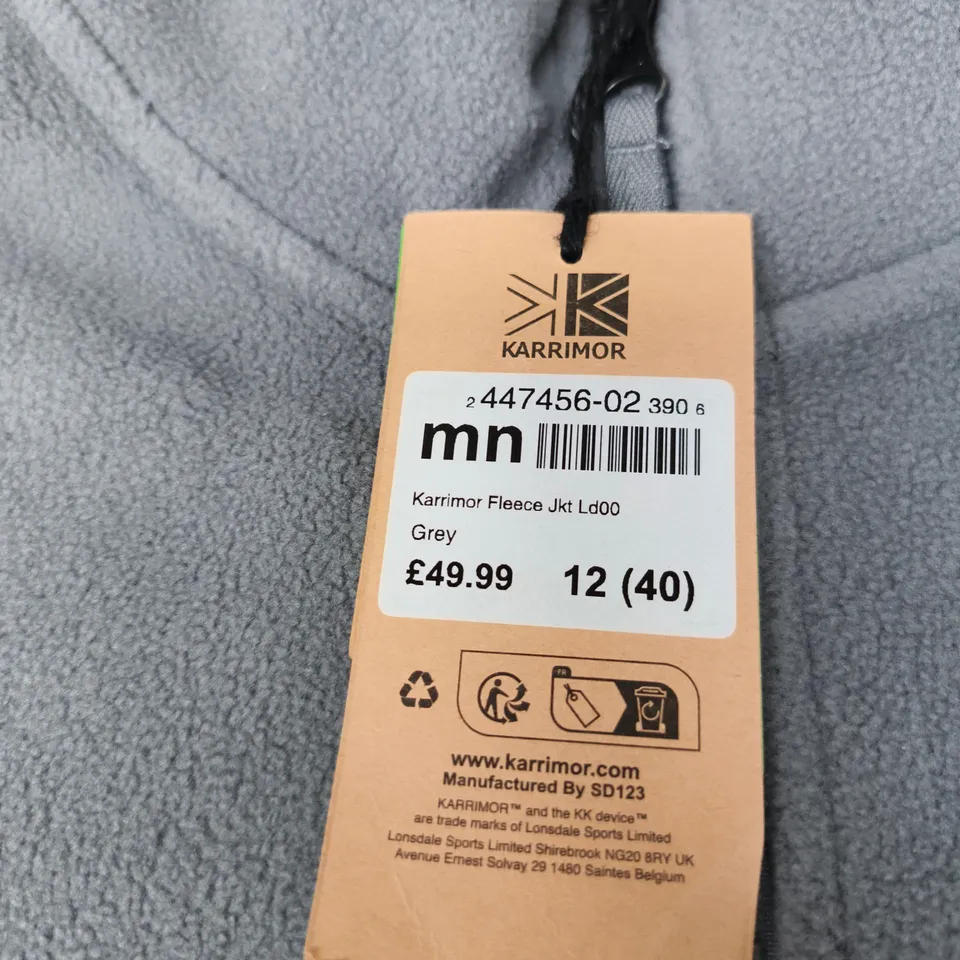 KARRIMOR
2 447456-02 390 6
mn
Karrimor Fleece Jkt Ld00
Grey
£49.99 12 (40)
FR
www.karrimor.com
Manufactured By SD123
KARRIMOR™ and the KK device™
are trade marks of Lonsdale Sports Limited
Lonsdale Sports Limited Shirebrook NG20 8RY UK
Avenue Ernest Solvay 29 1480 Saintes Belgium